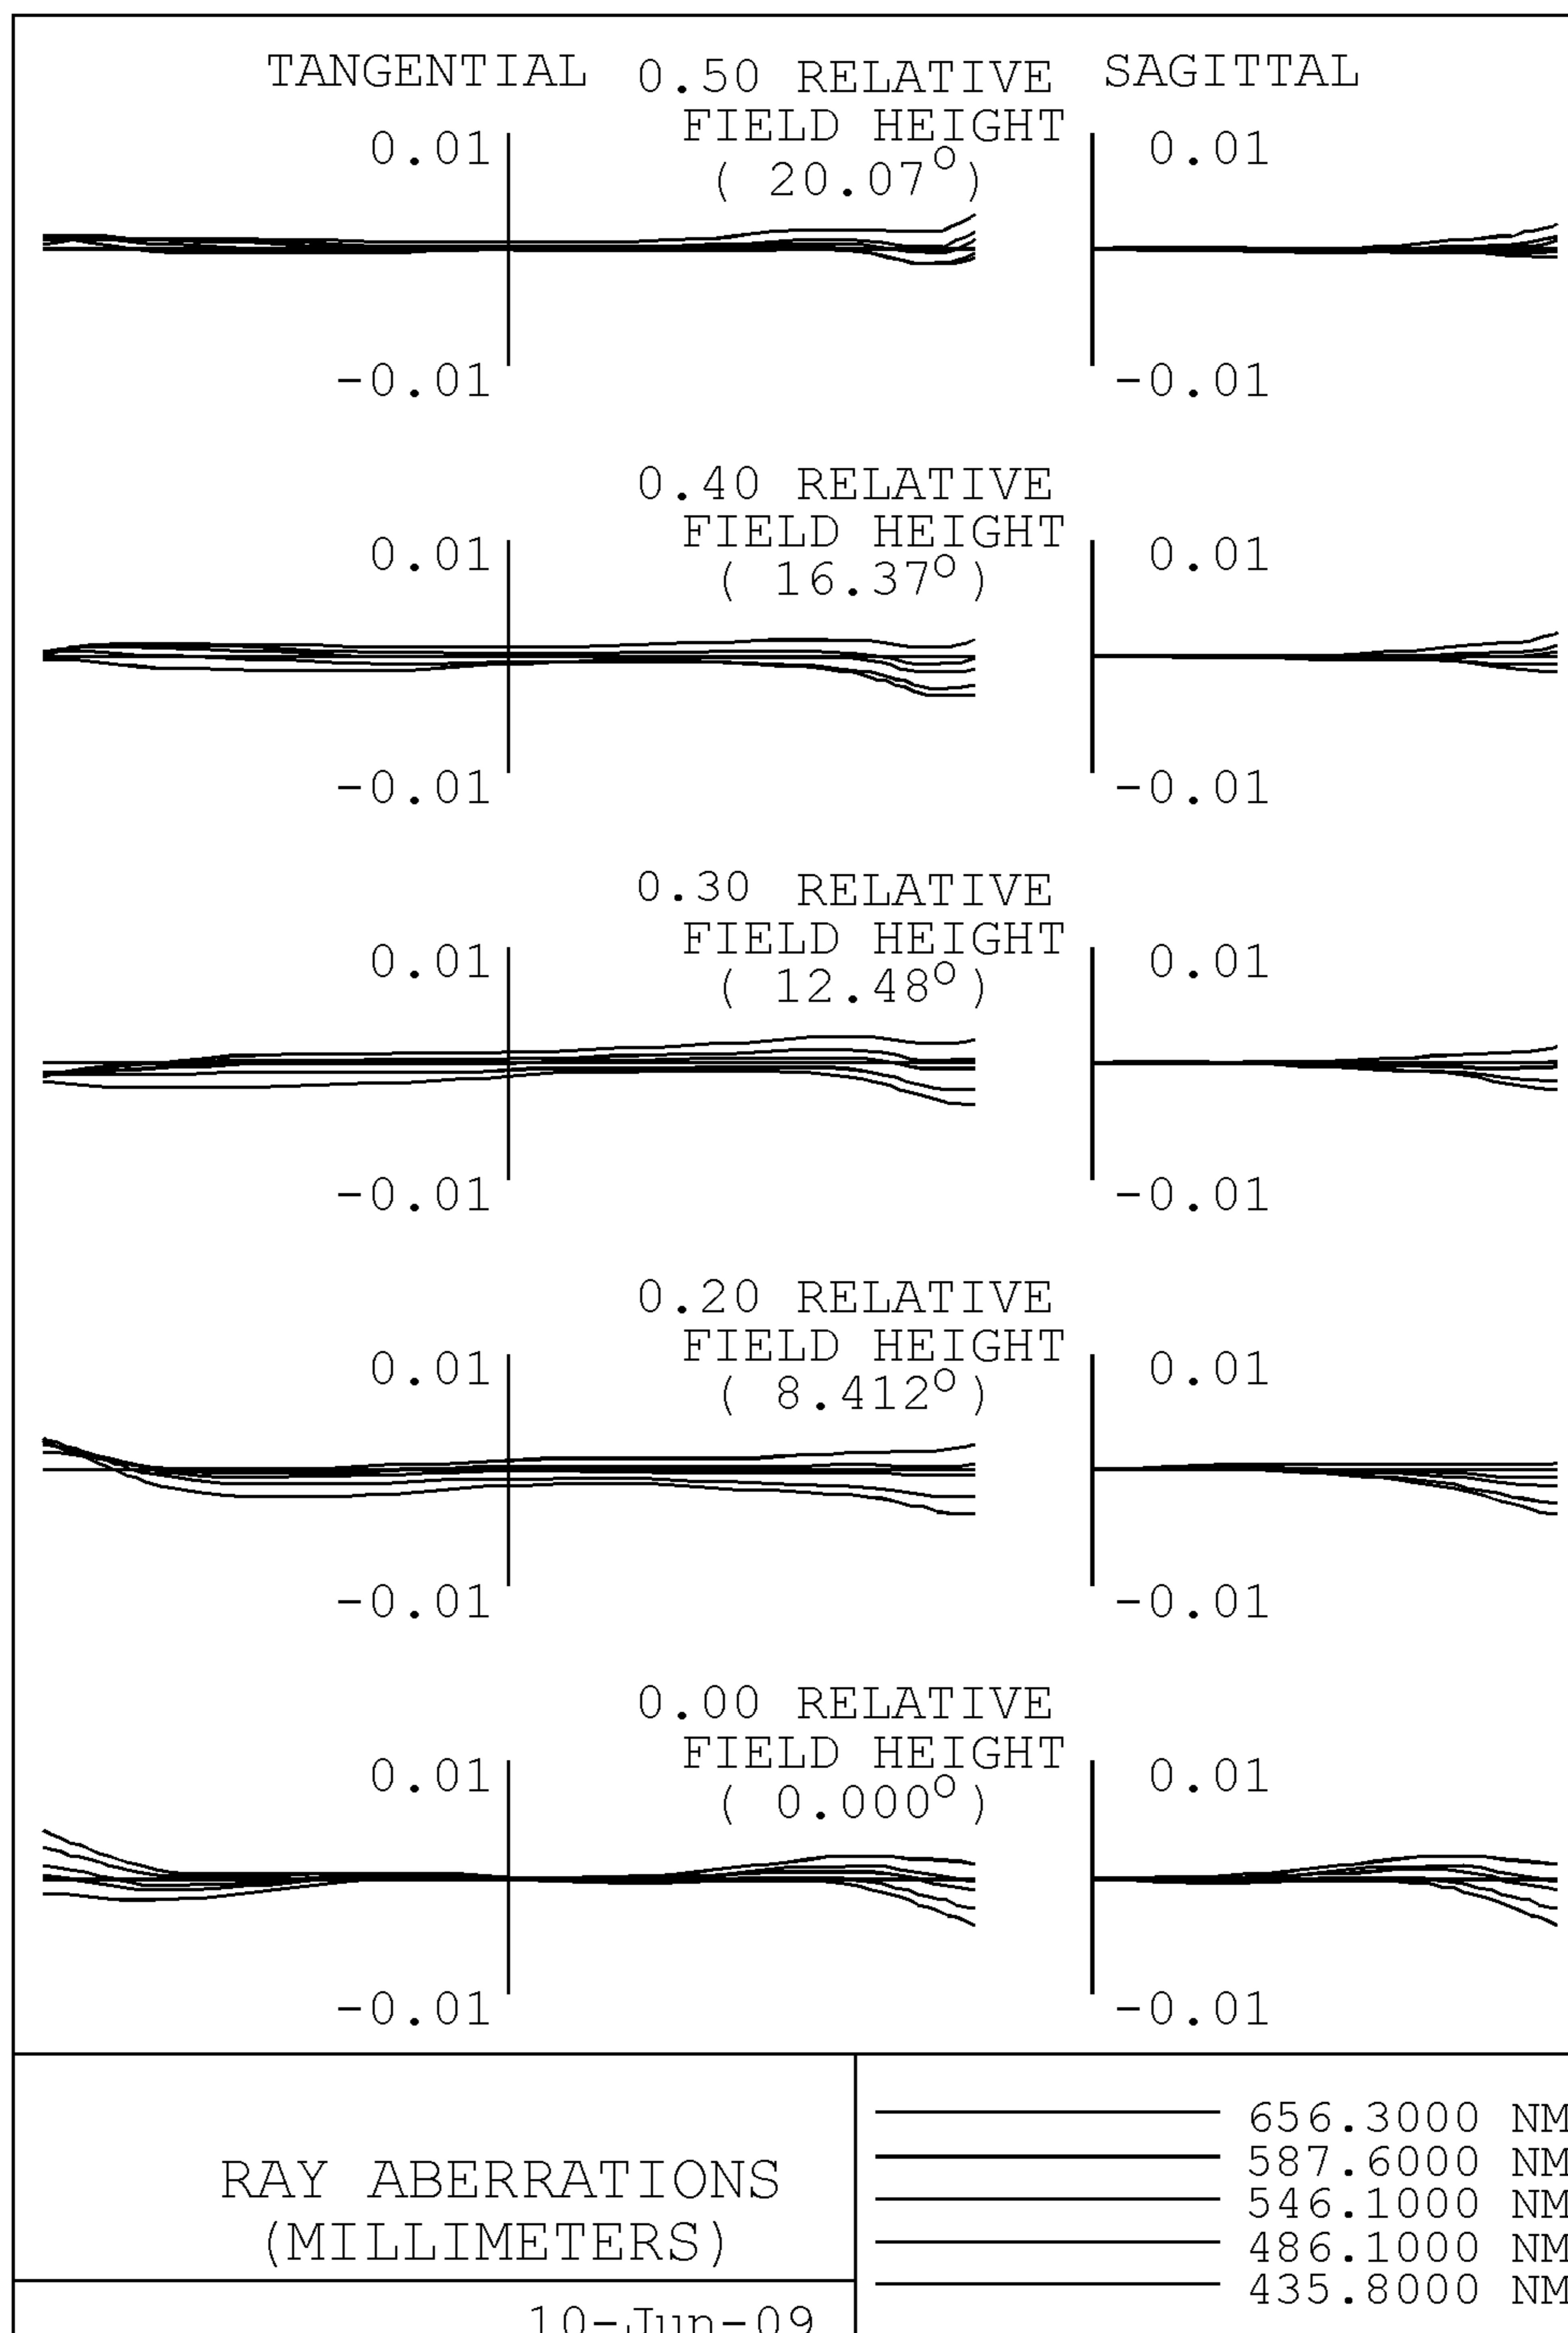 TANGENTIAL 0.50 RELATIVE SAGITTAL
FIELD HEIGHT
0.01 ( 20.07° ) 0.01
-0.01 -0.01
0.40 RELATIVE
FIELD HEIGHT
0.01 ( 16.37° ) 0.01
-0.01 -0.01
0.30 RELATIVE
FIELD HEIGHT
0.01 ( 12.48° ) 0.01
-0.01 -0.01
0.20 RELATIVE
FIELD HEIGHT
0.01 ( 8.412° ) 0.01
-0.01 -0.01
0.00 RELATIVE
FIELD HEIGHT
0.01 ( 0.000° ) 0.01
-0.01 -0.01
RAY ABERRATIONS
(MILLIMETERS)
10-Jun-09
656.3000 NM
587.6000 NM
546.1000 NM
486.1000 NM
435.8000 NM